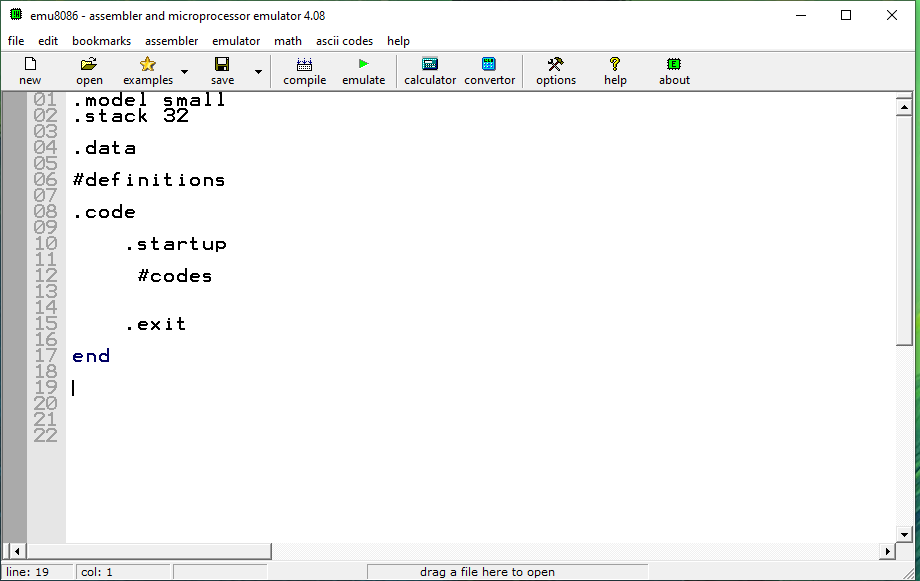 emu8086 - assembler and microprocessor emulator 4.08
file edit bookmarks assembler emulator math ascii codes help
new open examples save compile emulate calculator convertor options help about
01 .model small
02 .stack 32
03
04 .data
05
06 #definitions
07
08 .code
09
10 .startup
11
12 #codes
13
14
15 .exit
16
17 end
18
19
20
21
22
line: 19 col: 1 drag a file here to open